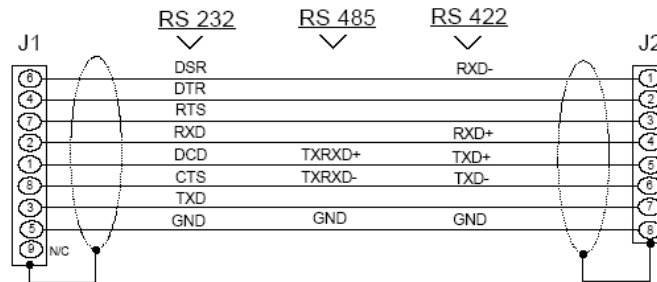 RS 232 RS 485 RS 422
J1 J2
6 DSR RXD- 1
4 DTR 2
7 RTS 3
2 RXD RXD+ 4
1 DCD TXRXD+ TXD+ 5
8 CTS TXRXD- TXD- 6
3 TXD 7
5 GND GND GND 8
9 N/C